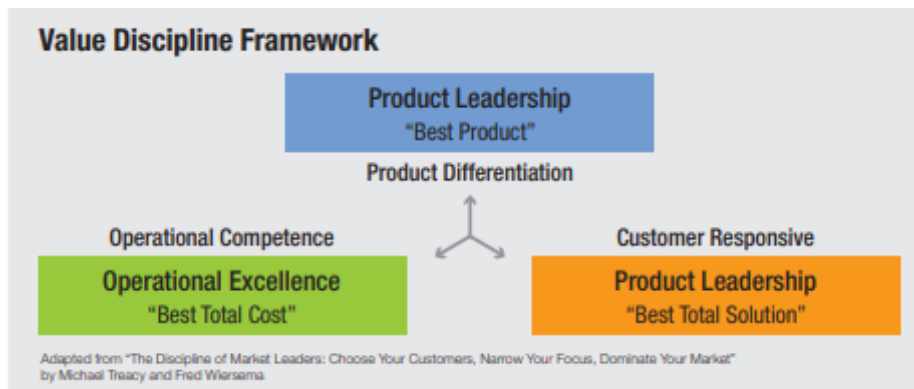 Value Discipline Framework
Product Leadership
“Best Product”
Product Differentiation
Operational Competence
Customer Responsive
Operational Excellence
“Best Total Cost”
Product Leadership
“Best Total Solution”
Adapted from “The Discipline of Market Leaders: Choose Your Customers, Narrow Your Focus, Dominate Your Market”
by Michael Treacy and Fred Wiersema